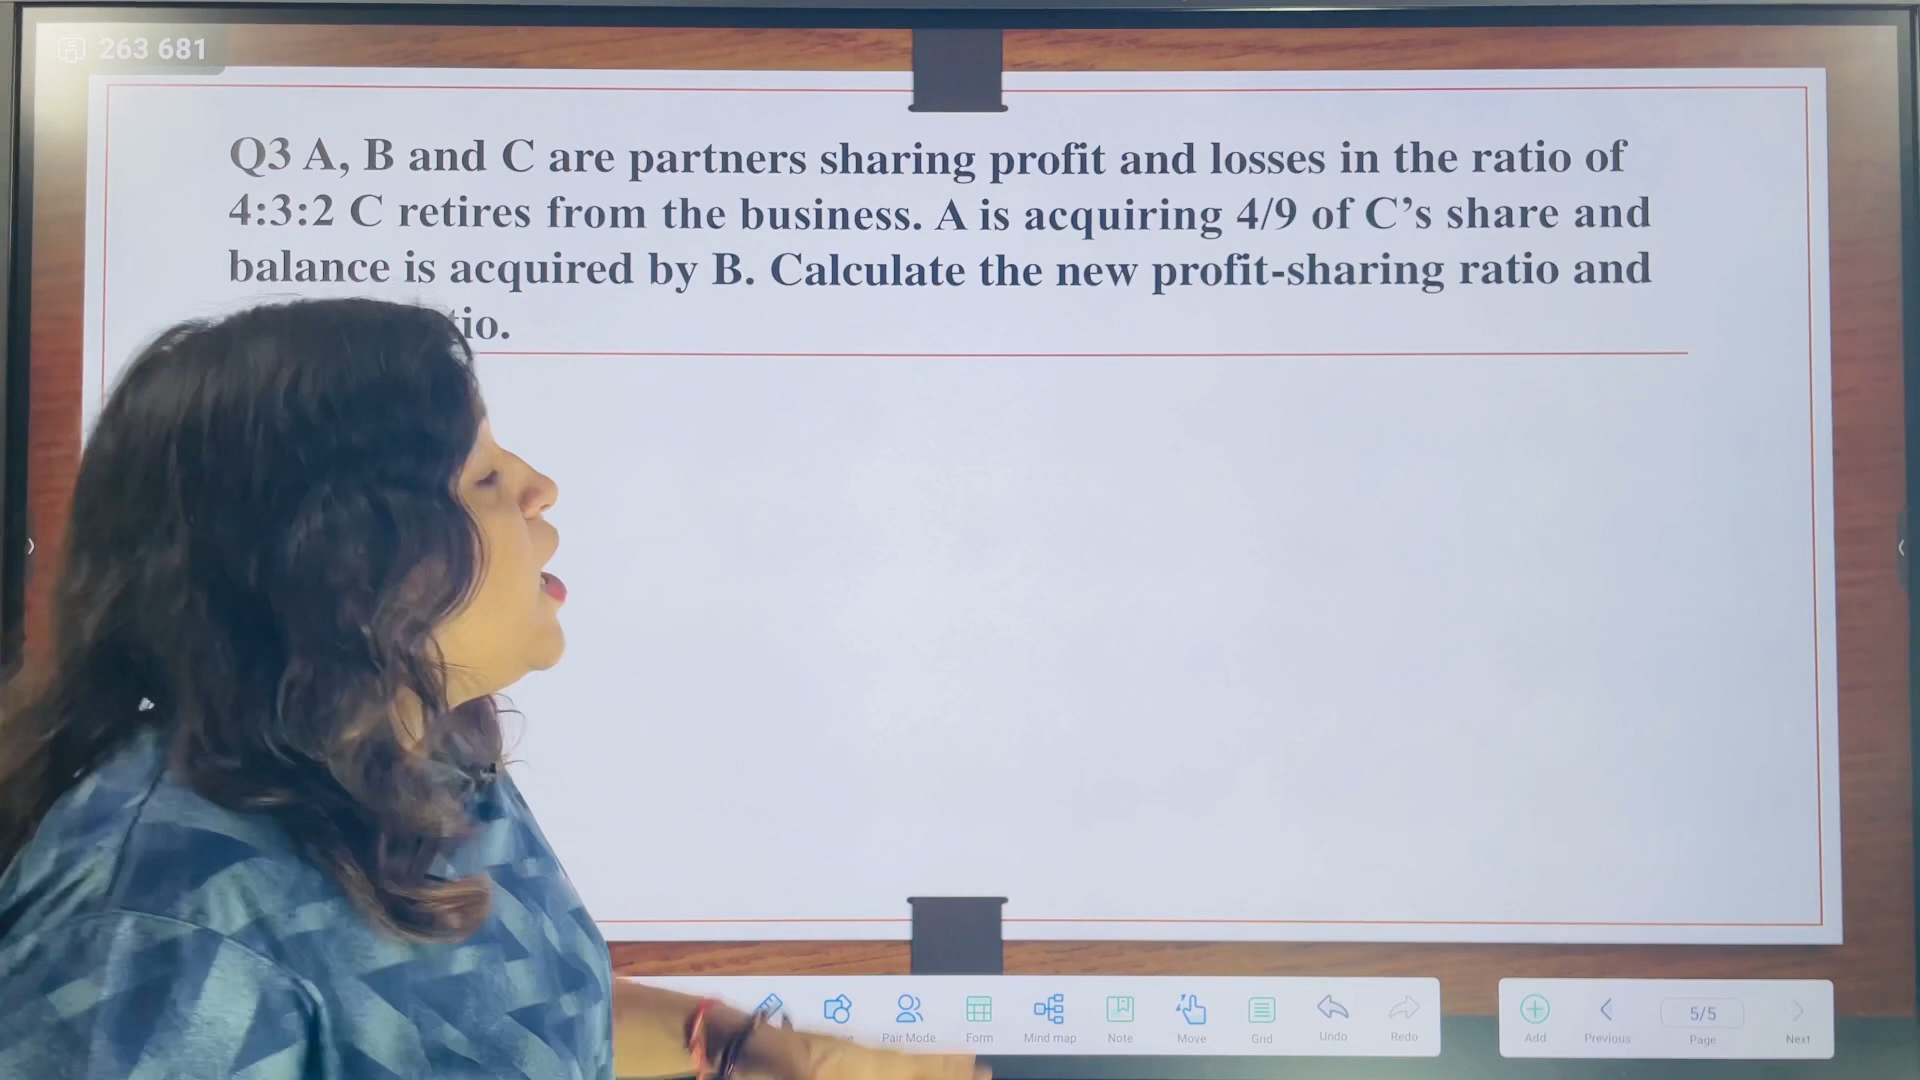 263 681
Q3 A, B and C are partners sharing profit and losses in the ratio of
4:3:2 C retires from the business. A is acquiring 4/9 of C’s share and
balance is acquired by B. Calculate the new profit-sharing ratio and
Pair Mode
Form
Mind map
Note
Move
Grid
Undo
Redo
Add
Previous
5/5
Page
Next